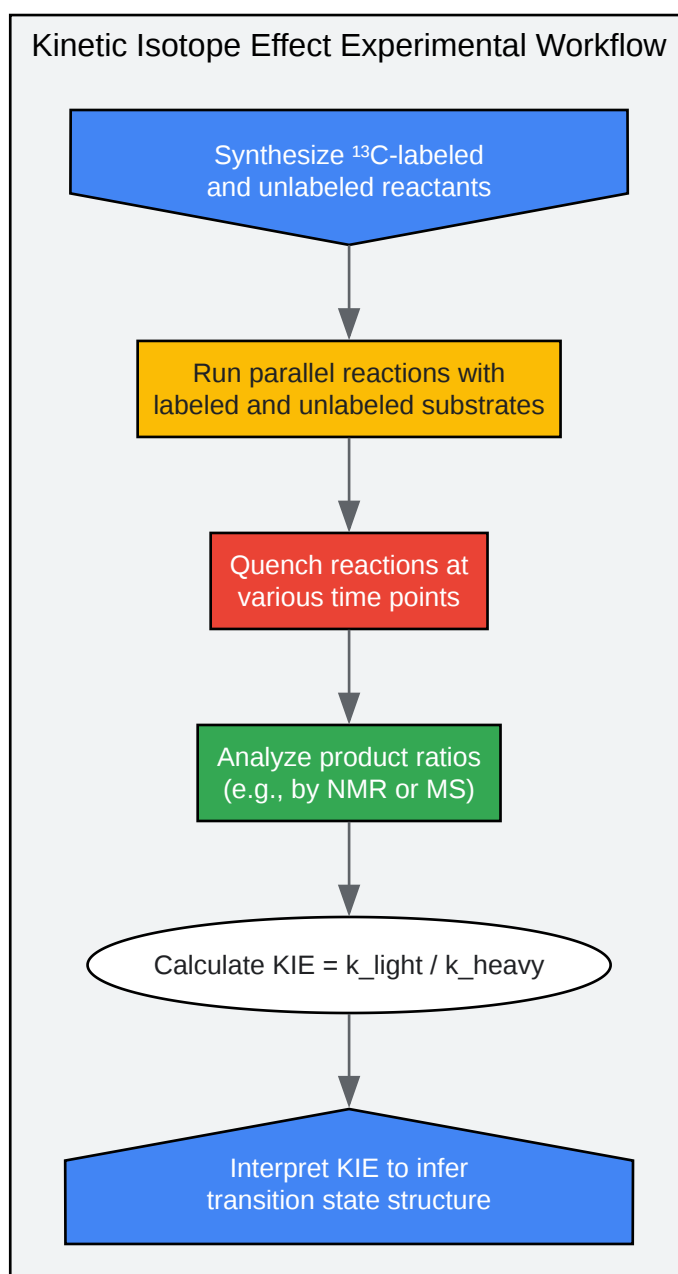 Kinetic Isotope Effect Experimental Workflow
Synthesize ¹³C-labeled
and unlabeled reactants
Run parallel reactions with
labeled and unlabeled substrates
Quench reactions at
various time points
Analyze product ratios
(e.g., by NMR or MS)
Calculate KIE = k_light / k_heavy
Interpret KIE to infer
transition state structure